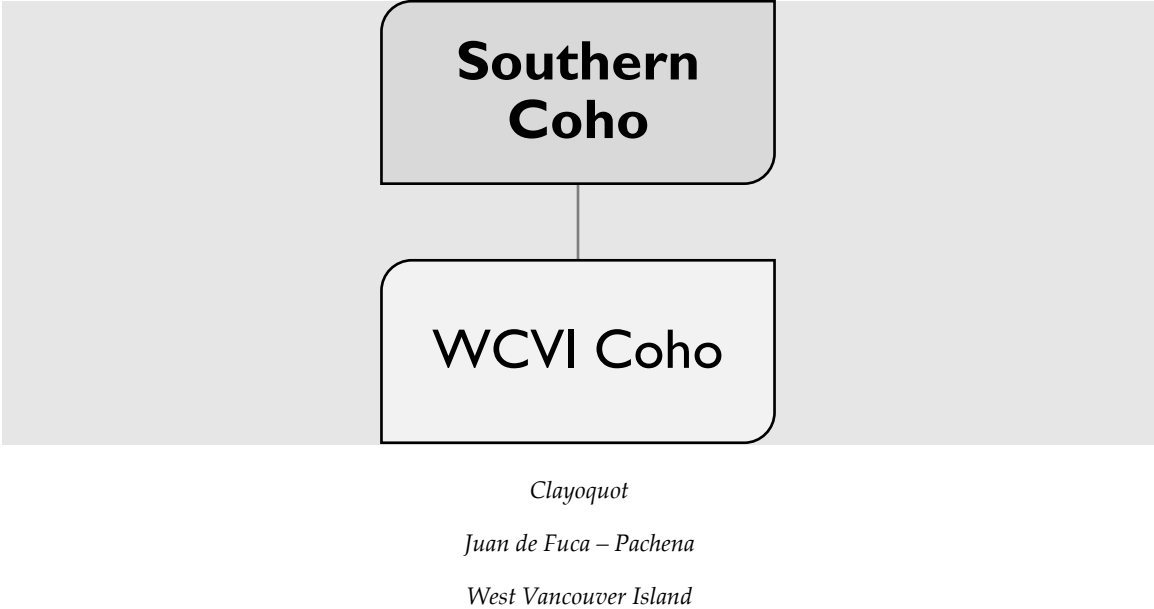 Southern
Coho
WCVI Coho
Clayoquot
Juan de Fuca – Pachena
West Vancouver Island